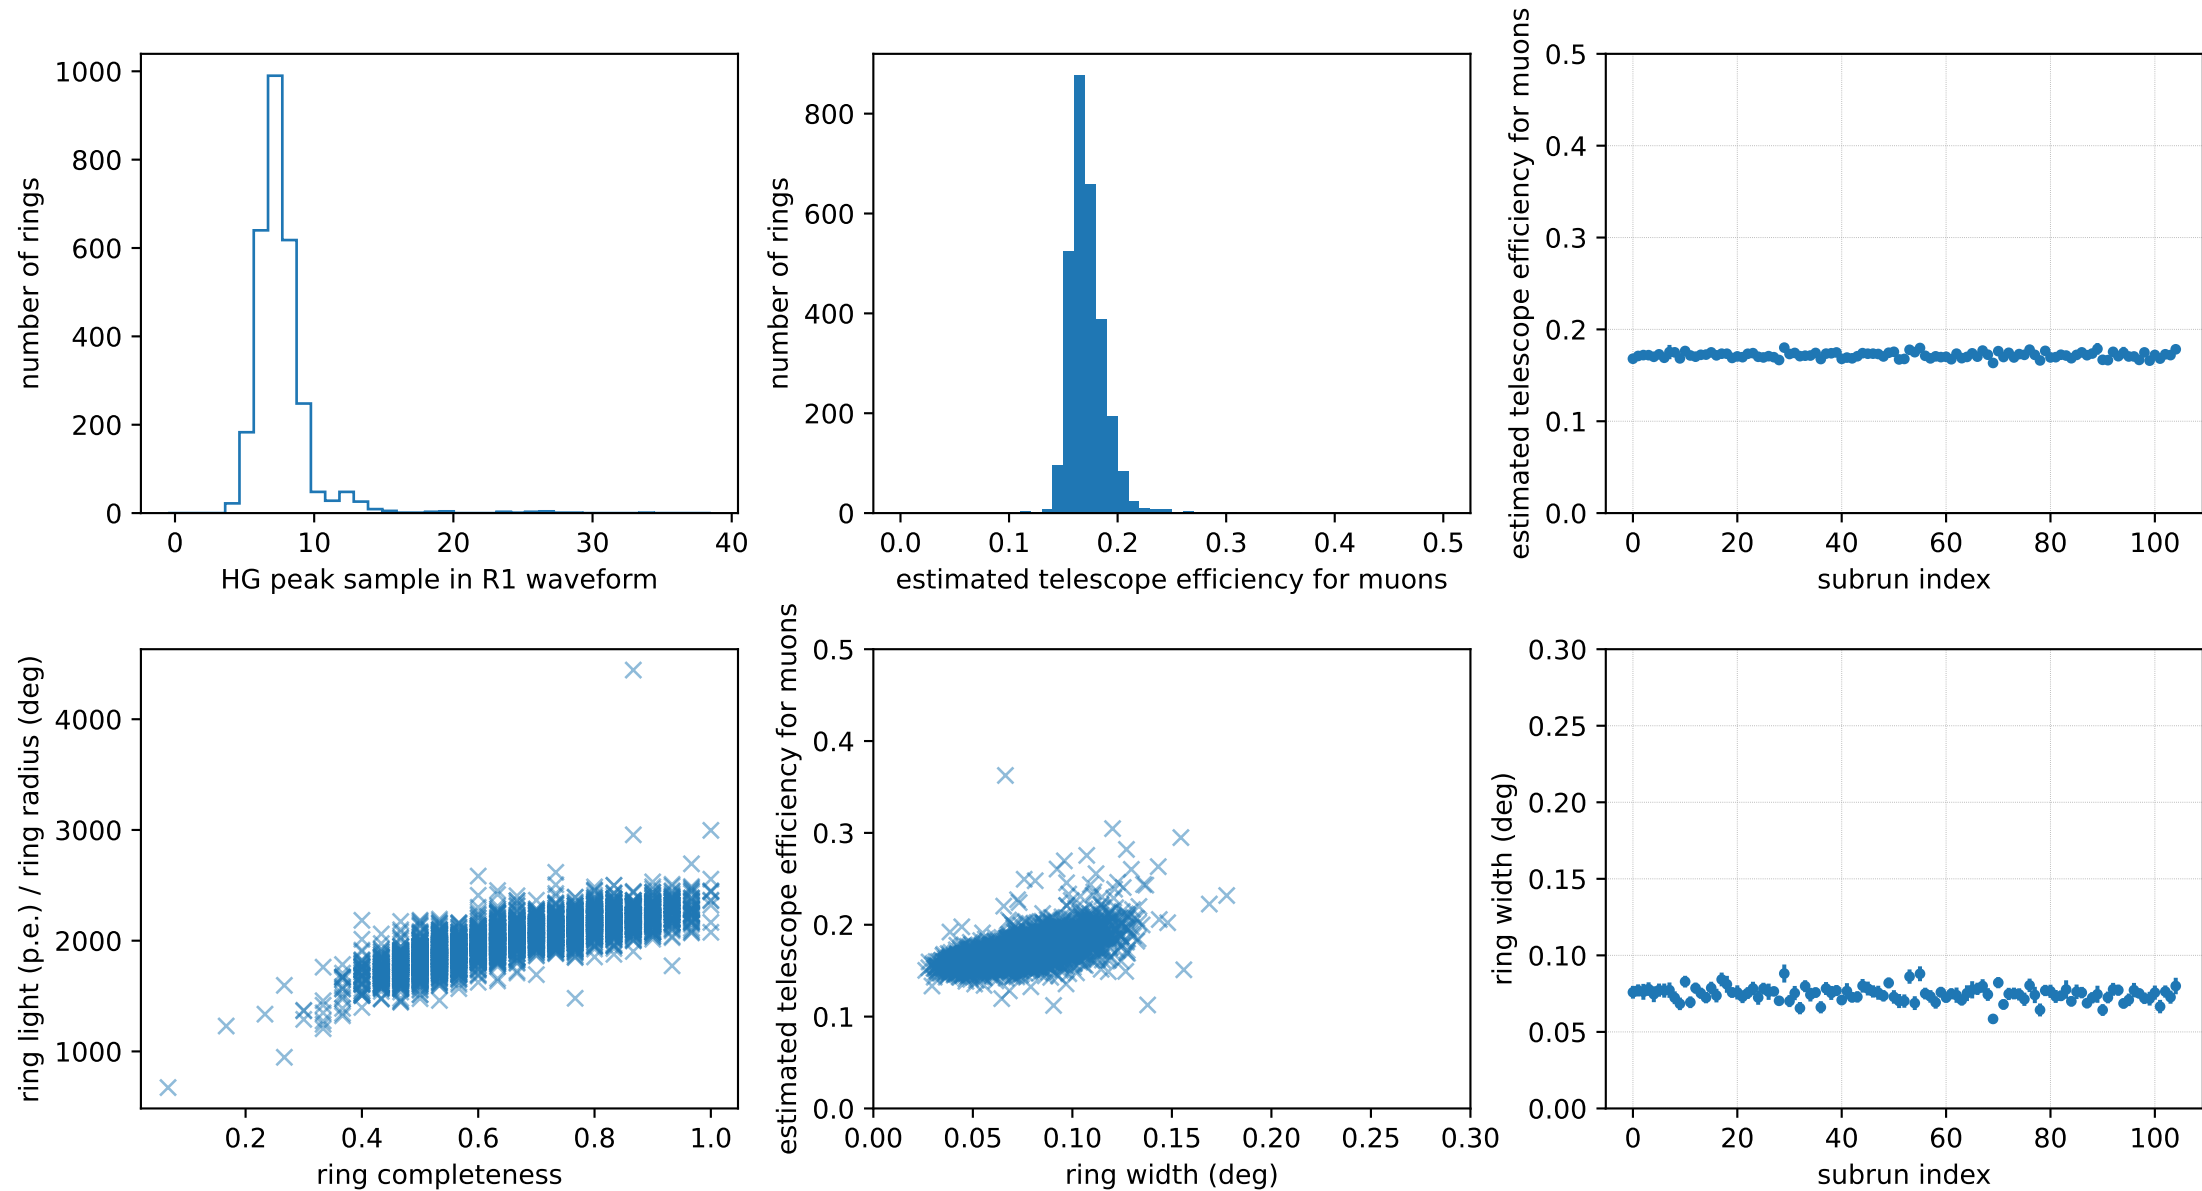 number of rings
1000
800
600
400
200
0
0 10 20 30 40
HG peak sample in R1 waveform
number of rings
800
600
400
200
0
0.0 0.1 0.2 0.3 0.4 0.5
estimated telescope efficiency for muons
estimated telescope efficiency for muons
0.5
0.4
0.3
0.2
0.1
0.0
0 20 40 60 80 100
subrun index
ring light (p.e.) / ring radius (deg)
4000
3000
2000
1000
0.2 0.4 0.6 0.8 1.0
ring completeness
estimated telescope efficiency for muons
0.5
0.4
0.3
0.2
0.1
0.0
0.00 0.05 0.10 0.15 0.20 0.25 0.30
ring width (deg)
ring width (deg)
0.30
0.25
0.20
0.15
0.10
0.05
0.00
0 20 40 60 80 100
subrun index